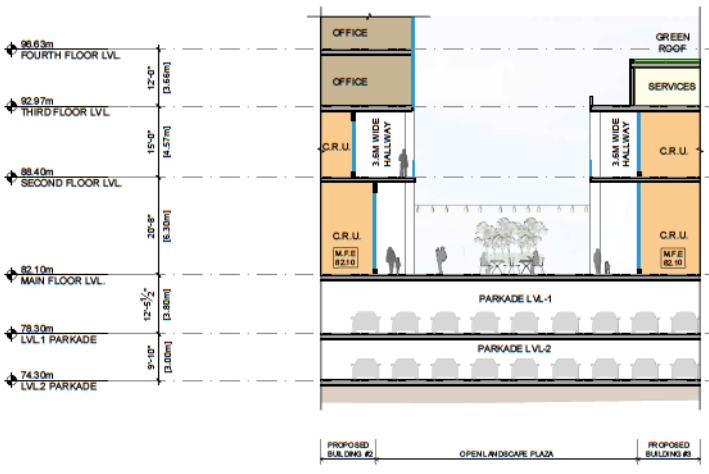 OFFICE
GREEN
ROOF
96.63m
FOURTH FLOOR LVL.
12'-0"
[3.66m]
OFFICE
SERVICES
92.97m
THIRD FLOOR LVL.
15'-0"
[4.57m]
C.R.U.
3.6M WIDE
HALLWAY
3.6M WIDE
HALLWAY
C.R.U.
88.40m
SECOND FLOOR LVL.
20'-8"
[6.30m]
C.R.U.
C.R.U.
M.F.E
82.10
M.F.E
82.10
82.10m
MAIN FLOOR LVL.
12'-5½"
[3.80m]
PARKADE LVL-1
78.30m
LVL.1 PARKADE
9'-10"
[3.00m]
PARKADE LVL-2
74.30m
LVL.2 PARKADE
PROPOSED
BUILDING #2
OPEN LANDSCAPE PLAZA
PROPOSED
BUILDING #3